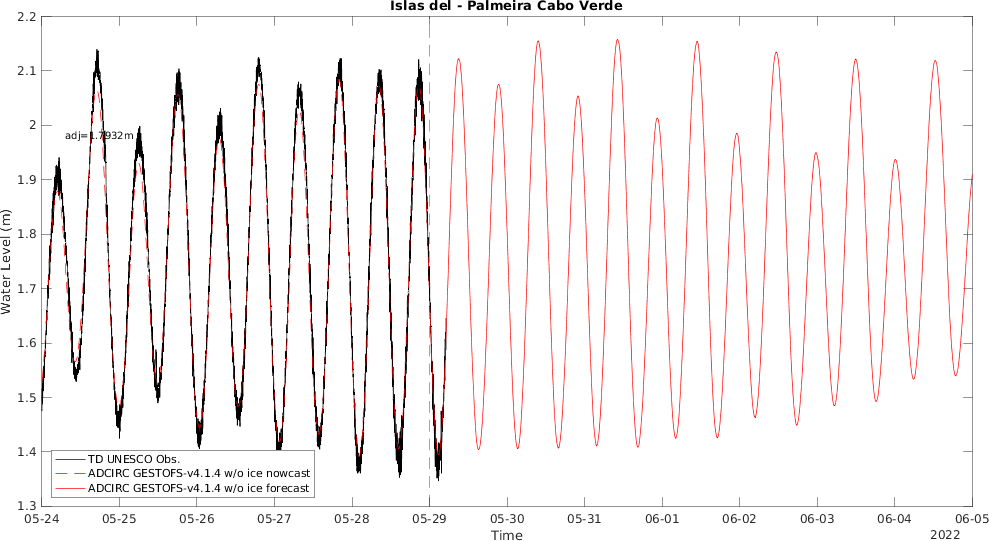 Islas del - Palmeira Cabo Verde
2.2
2.1
2
1.9
1.8
1.7
1.6
1.5
1.4
1.3
Water Level (m)
adj=1.7932m
TD UNESCO Obs.
ADCIRC GESTOFS-v4.1.4 w/o ice nowcast
ADCIRC GESTOFS-v4.1.4 w/o ice forecast
05-24 05-25 05-26 05-27 05-28 05-29 05-30 05-31 06-01 06-02 06-03 06-04 06-05
Time
2022